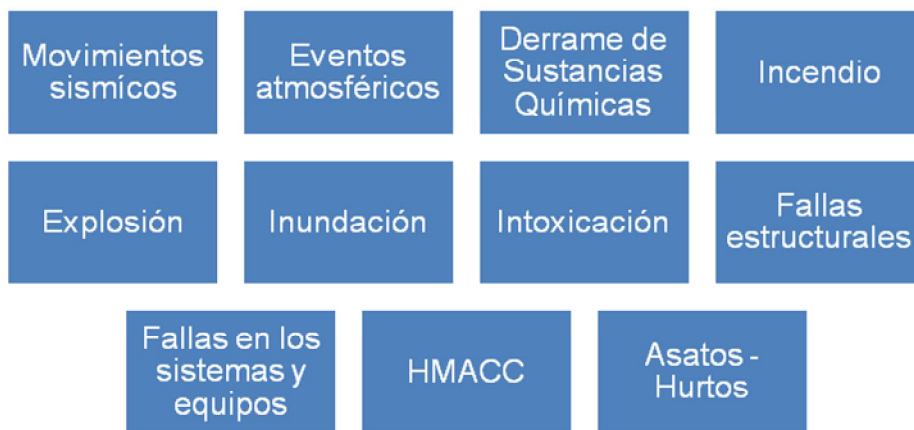 Movimientos
sismícos
Eventos
atmosféricos
Derrame de
Sustancias
Químicas
Incendio
Explosión
Inundación
Intoxicación
Fallas
estructurales
Fallas en los
sistemas y
equipos
HMACC
Asatos -
Hurtos